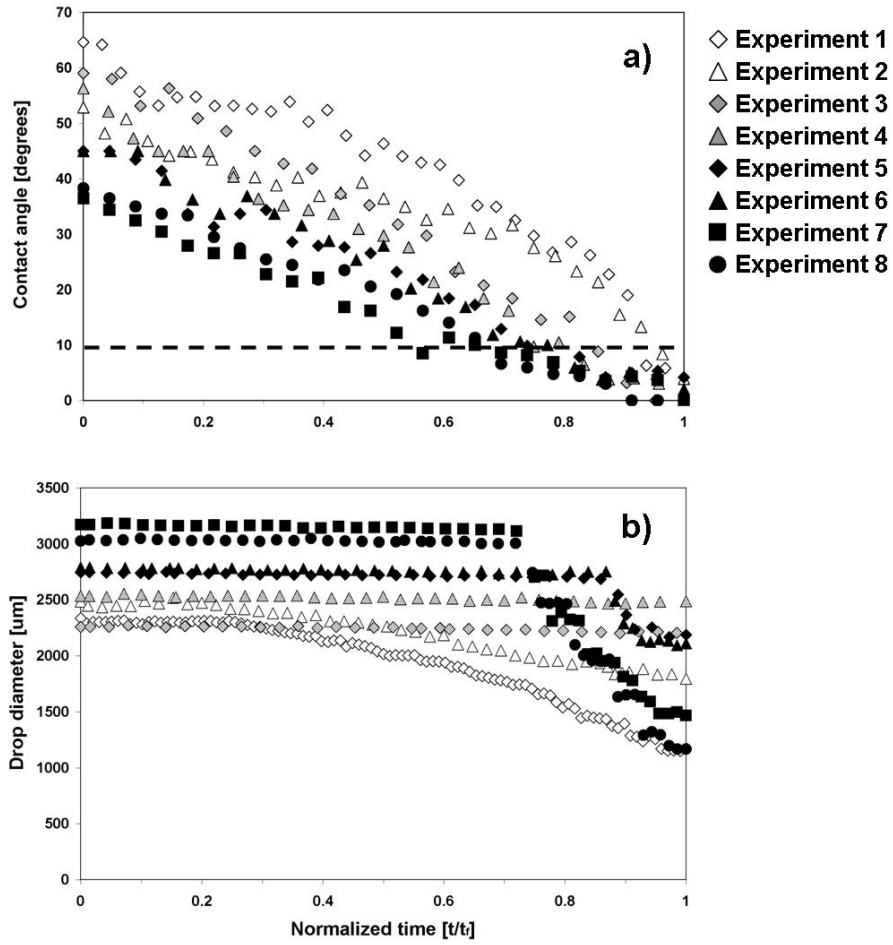 70
60
50
40
30
20
10
0
Contact angle [degrees]
a)
0 0.2 0.4 0.6 0.8 1
Experiment 1
Experiment 2
Experiment 3
Experiment 4
Experiment 5
Experiment 6
Experiment 7
Experiment 8
3500
3000
2500
2000
1500
1000
500
0
Drop diameter [um]
b)
0 0.2 0.4 0.6 0.8 1
Normalized time [t/tf]